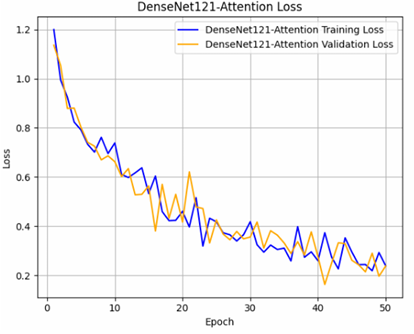 DenseNet121-Attention Loss
DenseNet121-Attention Training Loss
DenseNet121-Attention Validation Loss
1.2
1.0
0.8
0.6
0.4
0.2
Loss
0 10 20 30 40 50
Epoch